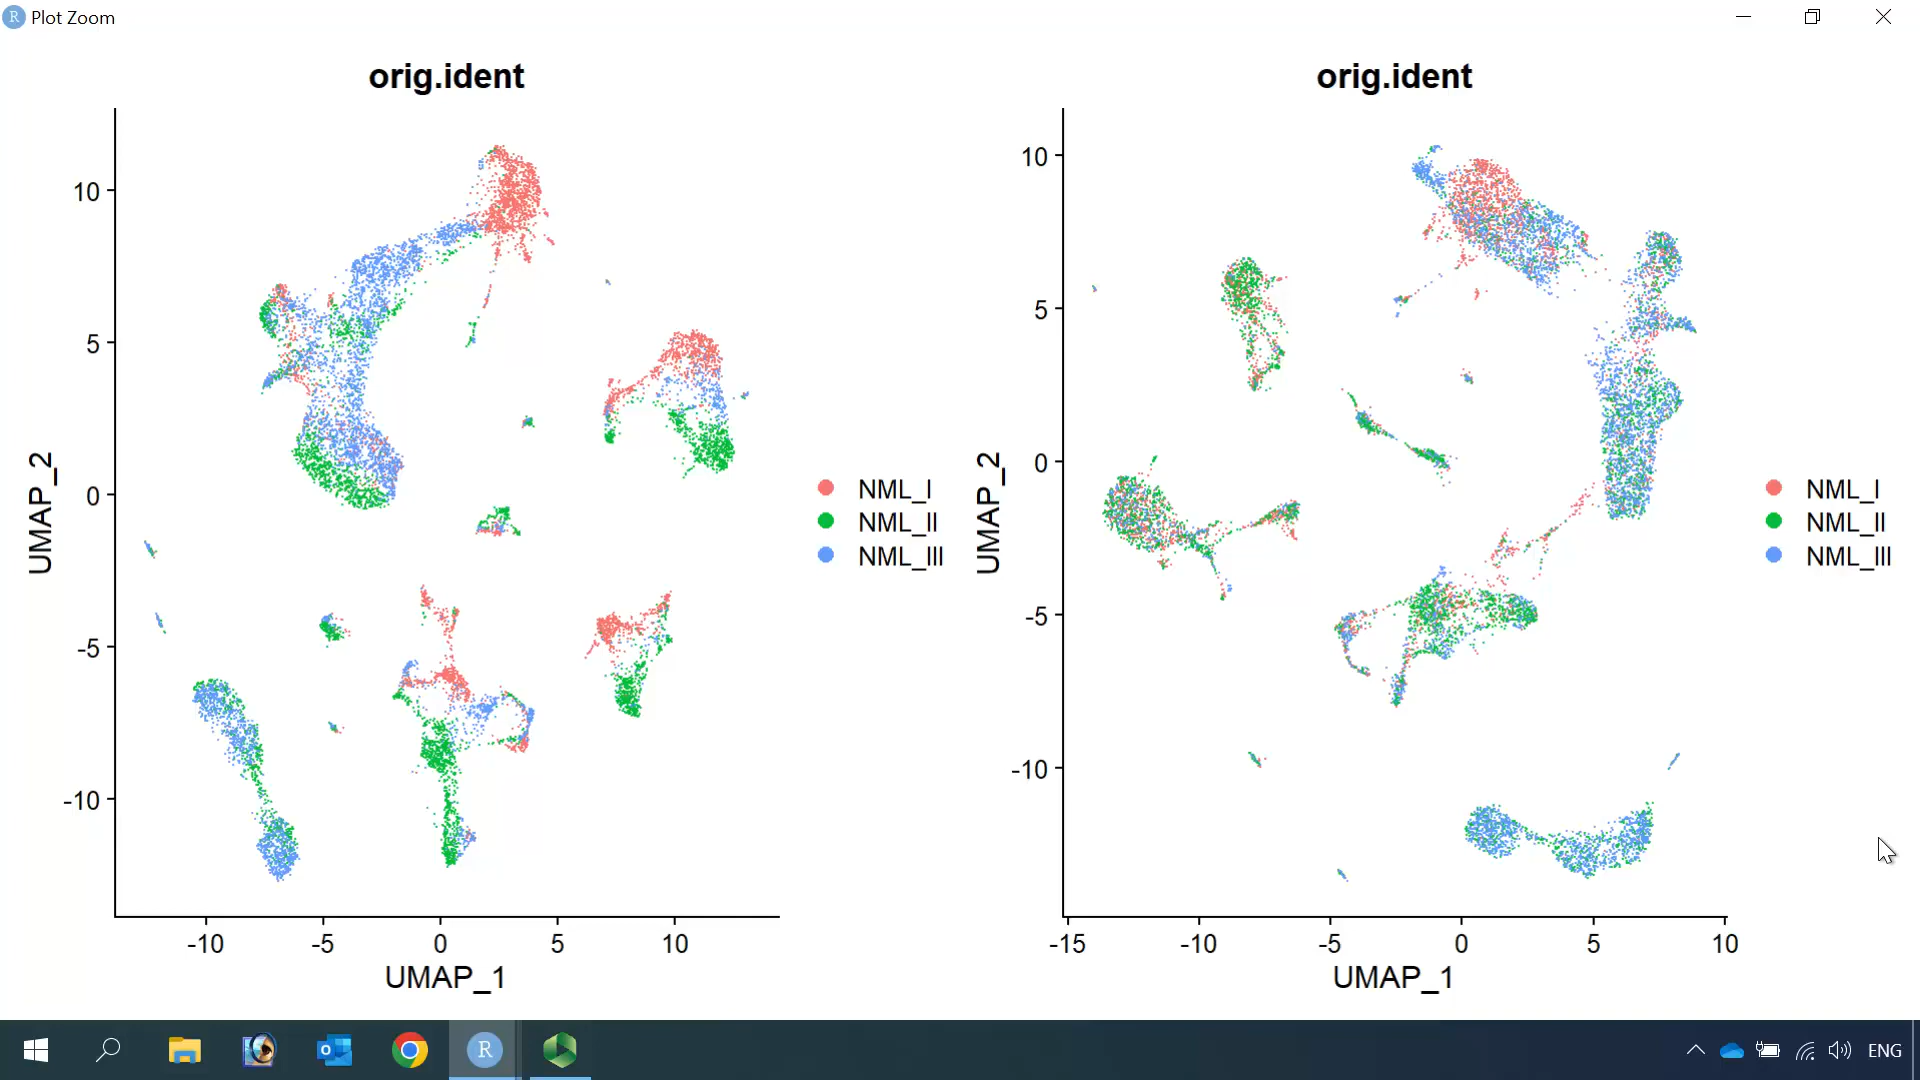 Plot Zoom
orig.ident
10
5
0
-5
-10
UMAP_2
-10
-5
0
5
10
UMAP_1
NML_I
NML_II
NML_III
orig.ident
10
5
0
-5
-10
UMAP_2
-15
-10
-5
0
5
10
UMAP_1
NML_I
NML_II
NML_III
R
ENG